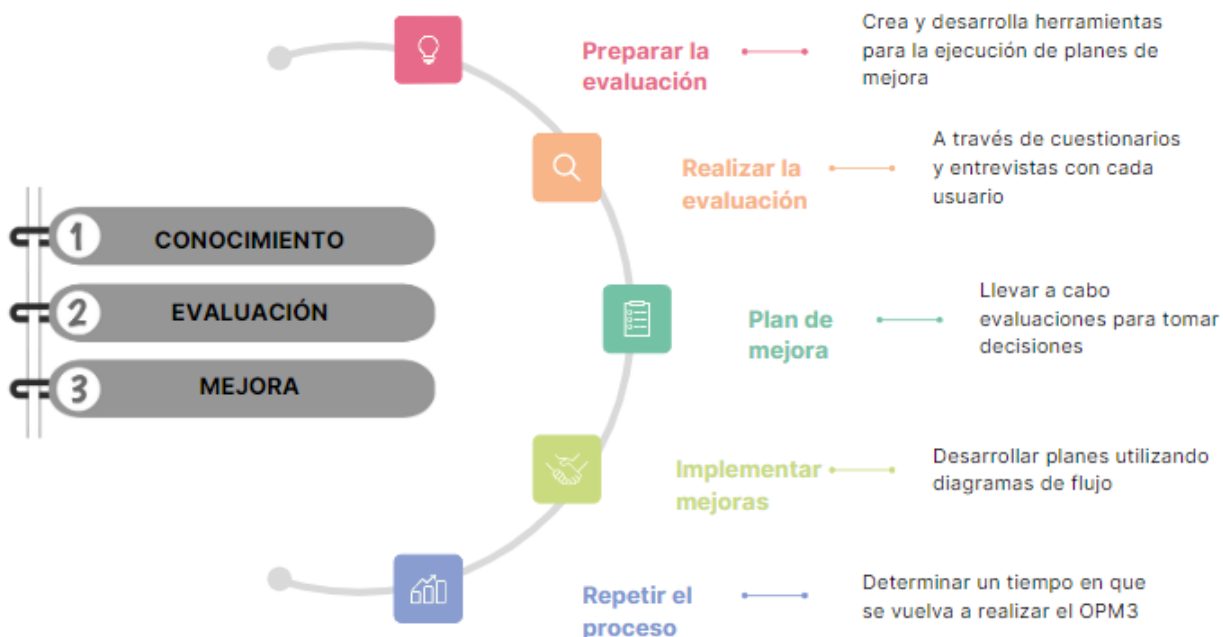 1 CONOCIMIENTO
2 EVALUACIÓN
3 MEJORA
Preparar la
evaluación
Crea y desarrolla herramientas
para la ejecución de planes de
mejora
Realizar la
evaluación
A través de cuestionarios
y entrevistas con cada
usuario
Plan de
mejora
Llevar a cabo
evaluaciones para tomar
decisiones
Implementar
mejoras
Desarrollar planes utilizando
diagramas de flujo
Repetir el
proceso
Determinar un tiempo en que
se vuelva a realizar el OPM3